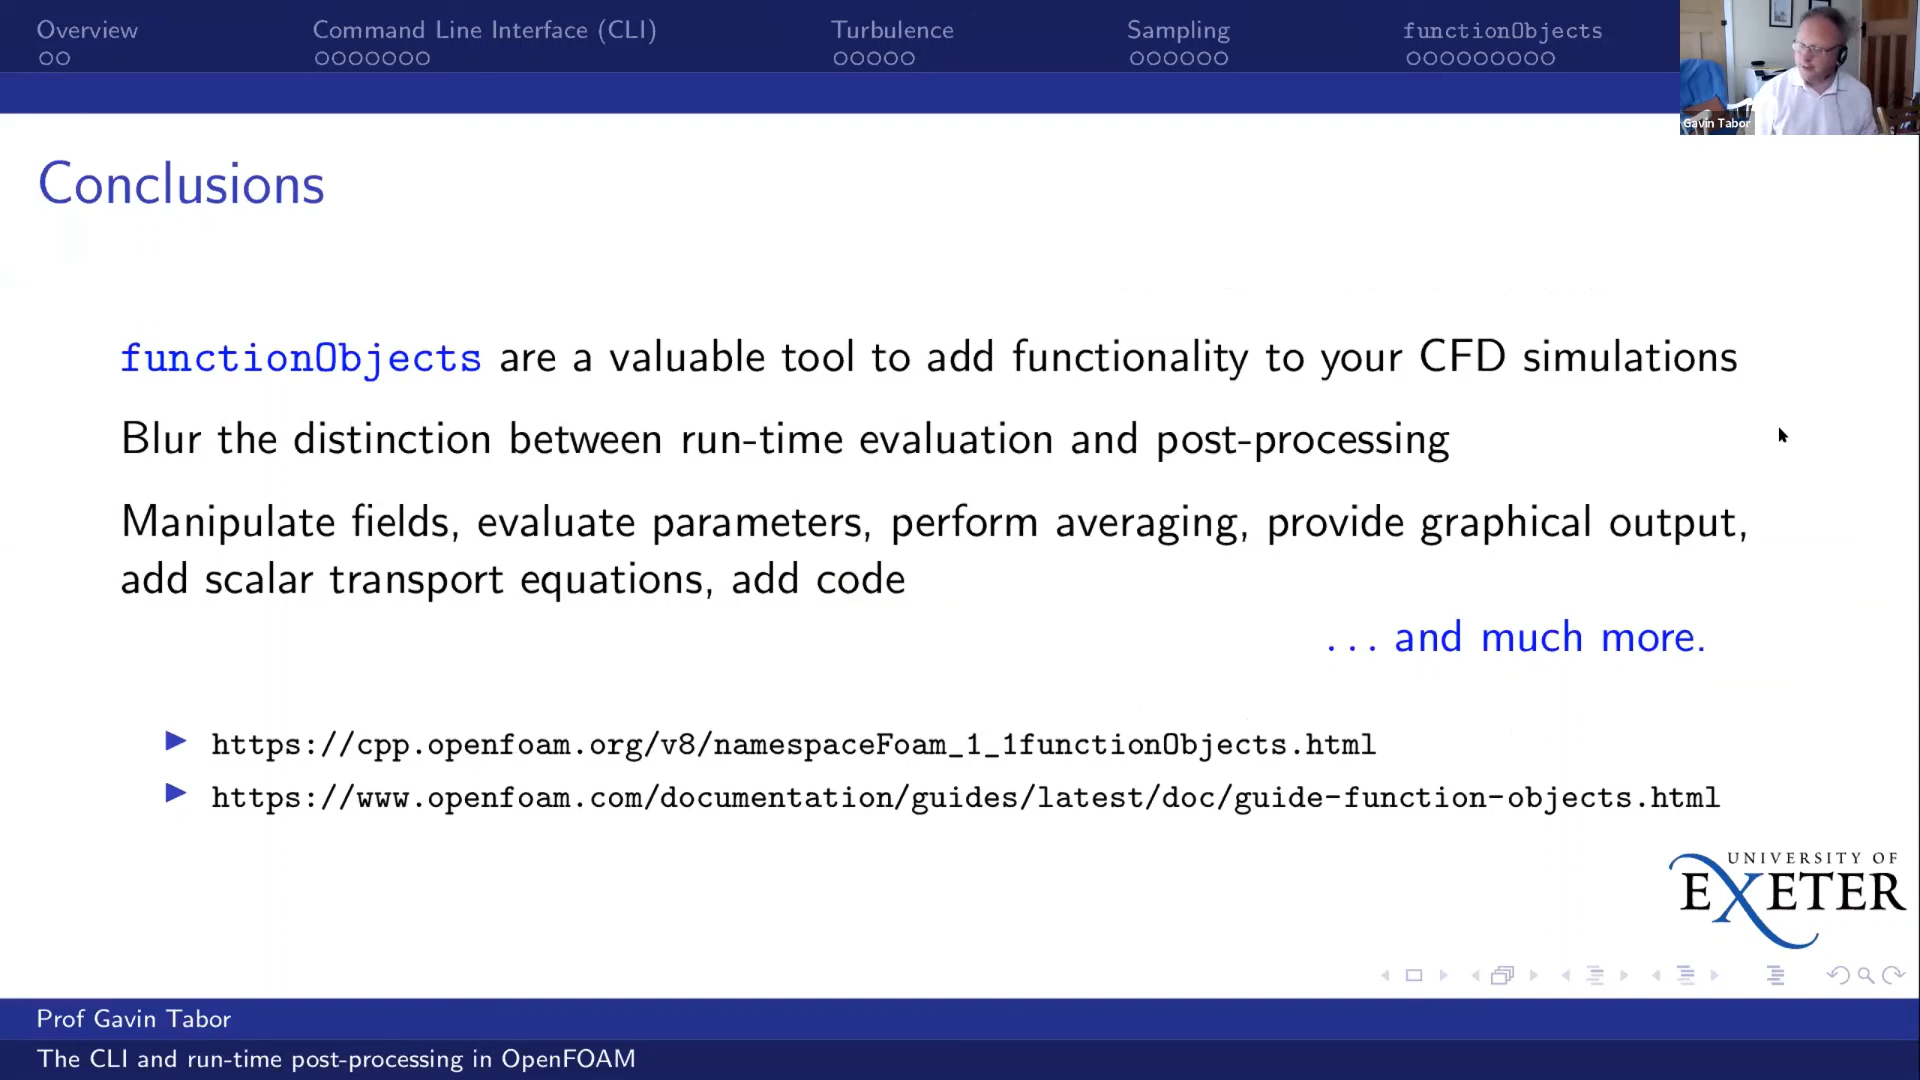 Overview
Command Line Interface (CLI)
Turbulence
Sampling
functionObjects
Gavin Tabor
Conclusions
functionObjects are a valuable tool to add functionality to your CFD simulations
Blur the distinction between run-time evaluation and post-processing
Manipulate fields, evaluate parameters, perform averaging, provide graphical output,
add scalar transport equations, add code
... and much more.
https://cpp.openfoam.org/v8/namespaceFoam_1_1functionObjects.html
https://www.openfoam.com/documentation/guides/latest/doc/guide-function-objects.html
UNIVERSITY OF
EXETER
Prof Gavin Tabor
The CLI and run-time post-processing in OpenFOAM